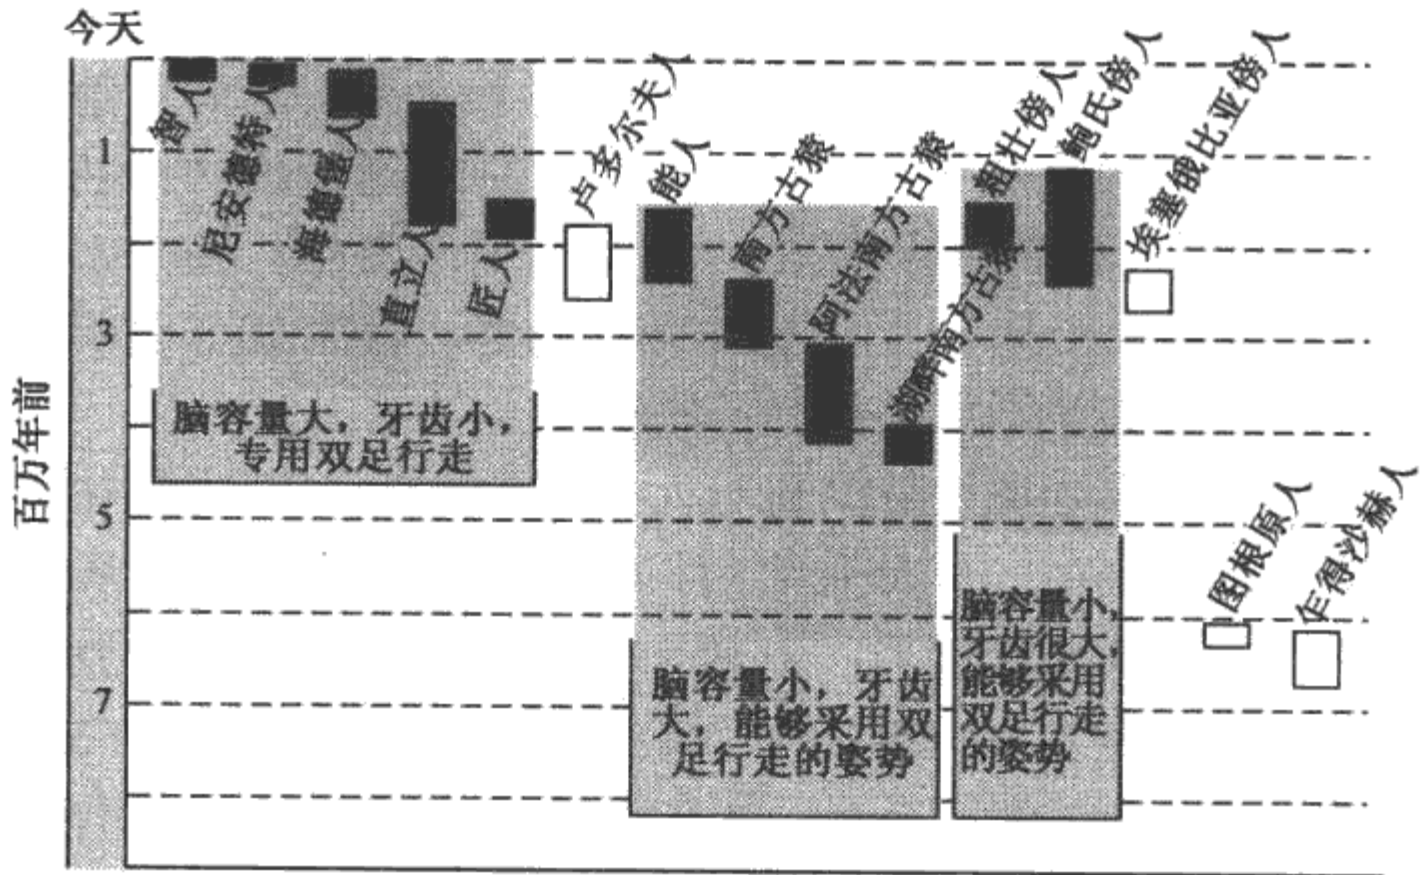 今天
1
3
5
7
百万年前
智人
尼安德特人
海德堡人
直立人
匠人
卢多尔夫人
能人
南方古猿
阿法南方古猿
湖畔南方古猿
粗壮傍人
鲍氏傍人
埃塞俄比亚傍人
图根原人
乍得沙赫人
脑容量大，牙齿小，
专用双足行走
脑容量小，牙齿
大，能够采用双
足行走的姿势
脑容量小，
牙齿很大，
能够采用
双足行走
的姿势